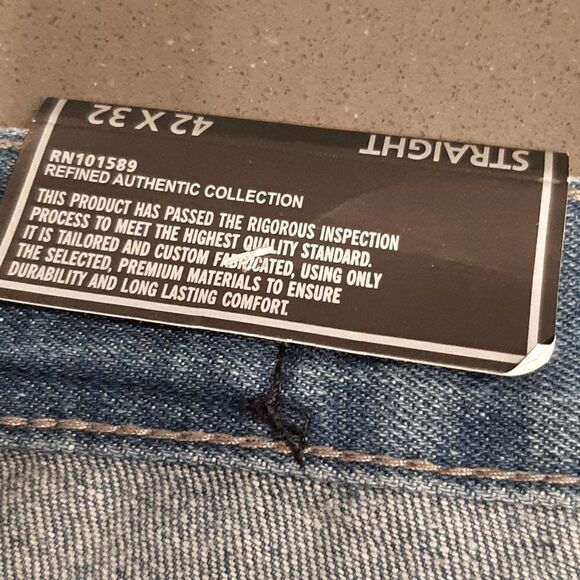 42 X 32
STRAIGHT
RN101589
REFINED AUTHENTIC COLLECTION
THIS PRODUCT HAS PASSED THE RIGOROUS INSPECTION
PROCESS TO MEET THE HIGHEST QUALITY STANDARD.
IT IS TAILORED AND CUSTOM FABRICATED, USING ONLY
THE SELECTED, PREMIUM MATERIALS TO ENSURE
DURABILITY AND LONG LASTING COMFORT.